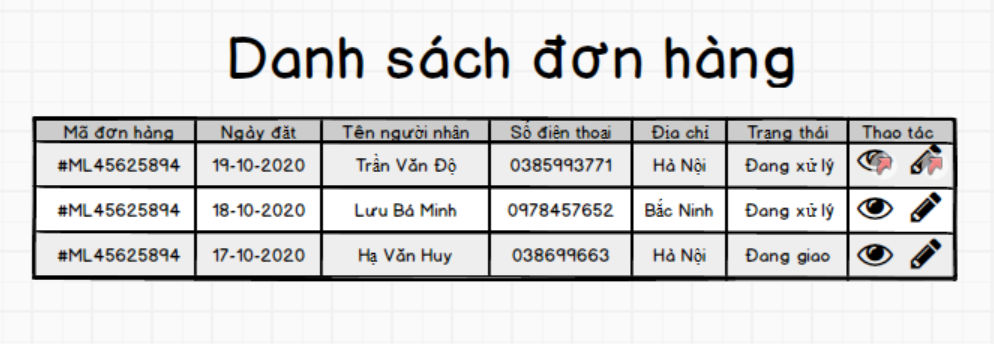 Danh sách đơn hàng
Mã đơn hàng Ngày đặt Tên người nhận Số điện thoại Địa chỉ Trạng thái Thao tác
#ML45625894 19-10-2020 Trần Văn Độ 0385993771 Hà Nội Đang xử lý
#ML45625894 18-10-2020 Lưu Bá Minh 0978457652 Bắc Ninh Đang xử lý
#ML45625894 17-10-2020 Hạ Văn Huy 038699663 Hà Nội Đang giao